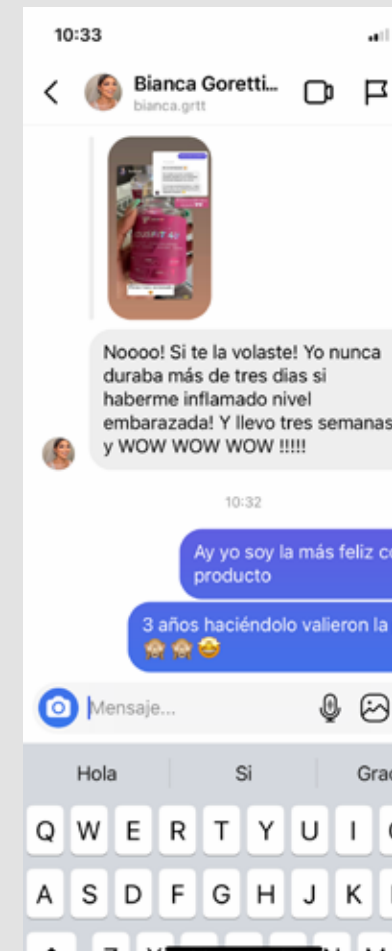 10:33
Bianca Goretti...
bianca.grtt
Noooo! Si te la volaste! Yo nunca
duraba más de tres dias si
haberme inflamado nivel
embarazada! Y llevo tres semanas
y WOW WOW WOW !!!!!
10:32
Ay yo soy la más feliz co
producto
3 años haciéndolo valieron la
🙈 🙈 🤩
Mensaje...
Hola Si Grac
Q W E R T Y U I
A S D F G H J K